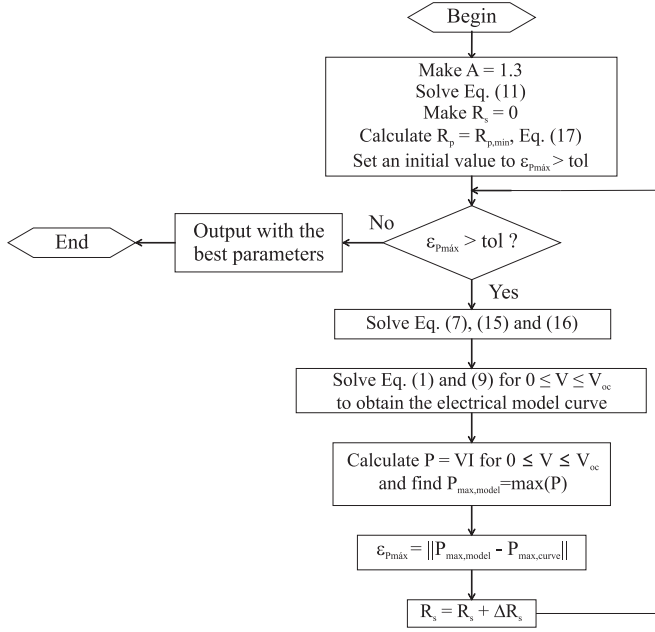 Begin
Make A = 1.3
Solve Eq. (11)
Make Rₛ = 0
Calculate Rₚ = Rₚ,ₘᵢₙ, Eq. (17)
Set an initial value to εPmáx > tol
εPmáx > tol ?
No
Output with the
best parameters
End
Yes
Solve Eq. (7), (15) and (16)
Solve Eq. (1) and (9) for 0 ≤ V ≤ Voc
to obtain the electrical model curve
Calculate P = VI for 0 ≤ V ≤ Voc
and find Pmax,model=max(P)
εPmáx = ||Pmax,model - Pmax,curve||
Rₛ = Rₛ + ΔRₛ